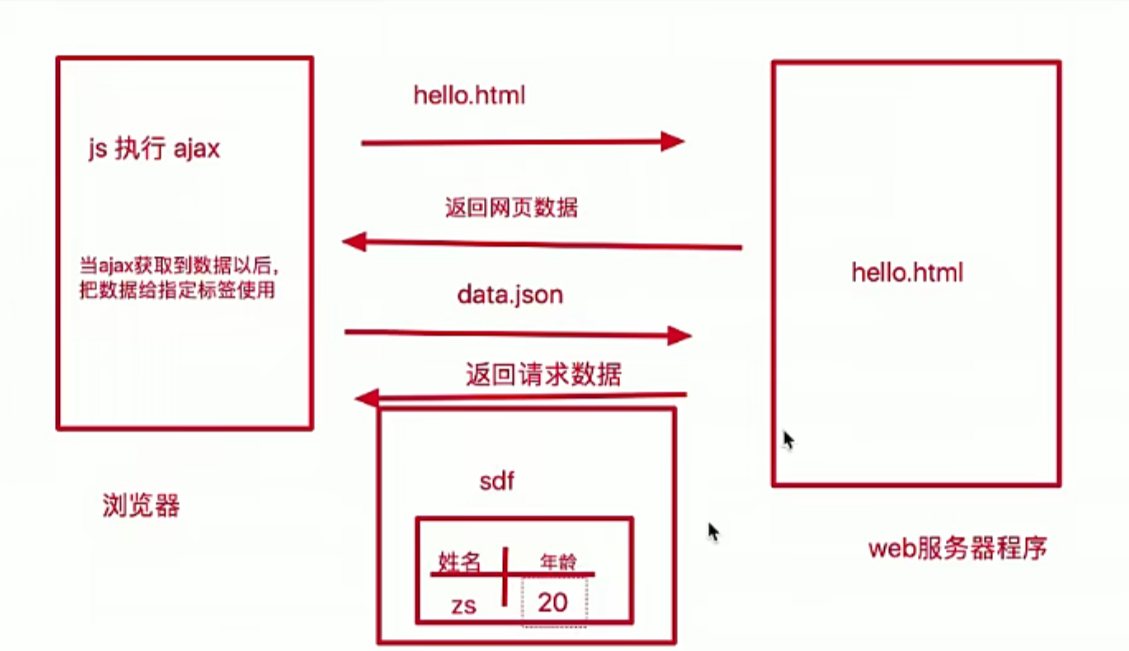 hello.html
js 执行 ajax
返回网页数据
当ajax获取到数据以后，
把数据给指定标签使用
hello.html
data.json
返回请求数据
sdf
浏览器
web服务器程序
姓名 年龄
zs 20